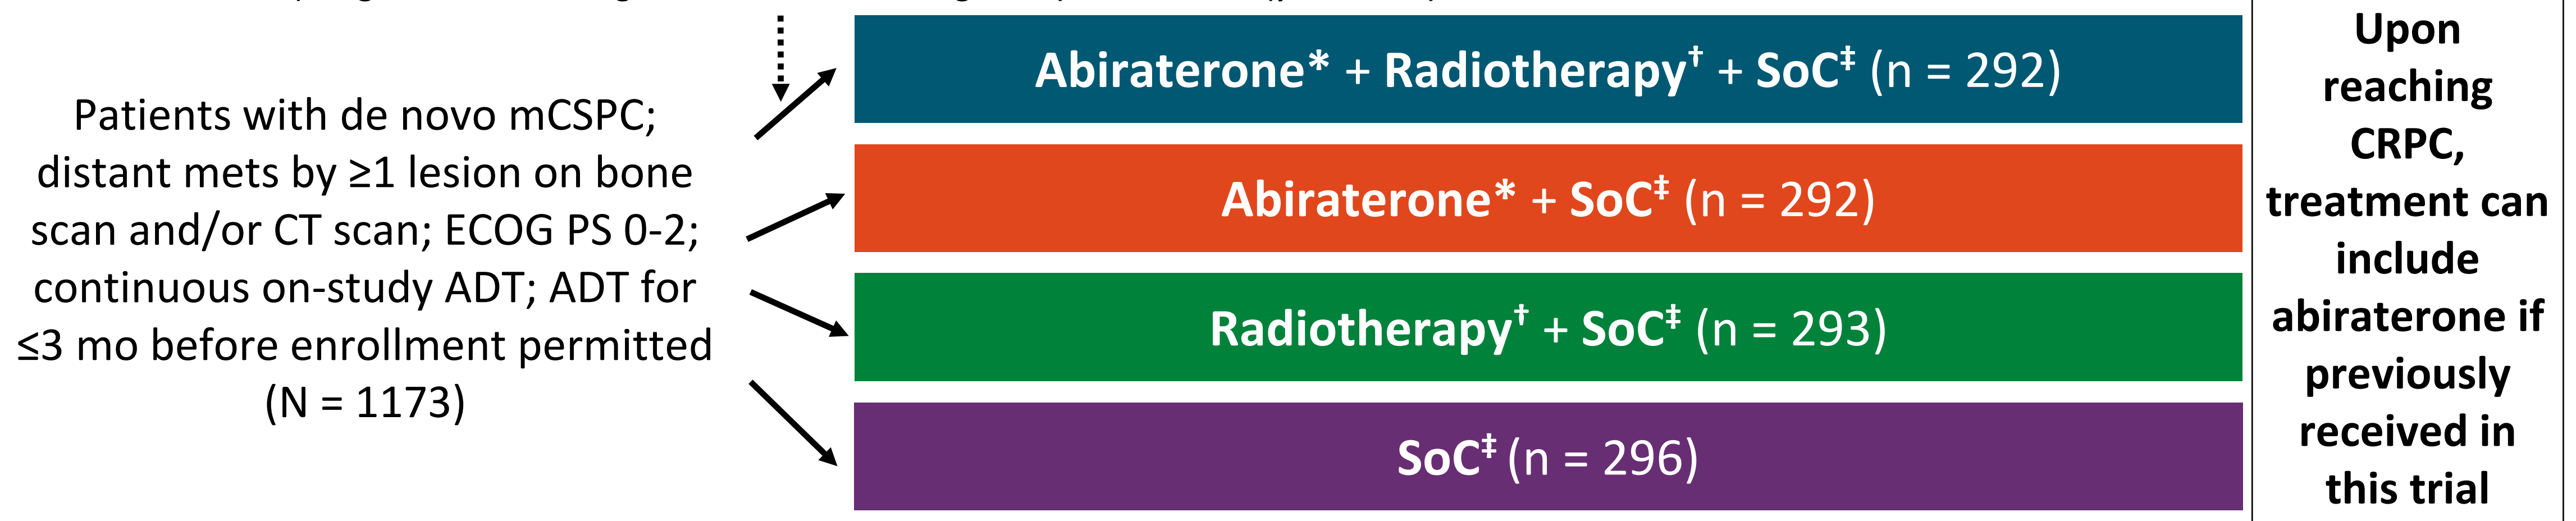 Patients with de novo mCSPC;
distant mets by ≥1 lesion on bone
scan and/or CT scan; ECOG PS 0-2;
continuous on-study ADT; ADT for
≤3 mo before enrollment permitted
(N = 1173)
Abiraterone* + Radiotherapy† + SoC‡ (n = 292)
Abiraterone* + SoC‡ (n = 292)
Radiotherapy† + SoC‡ (n = 293)
SoC‡ (n = 296)
Upon
reaching
CRPC,
treatment can
include
abiraterone if
previously
received in
this trial